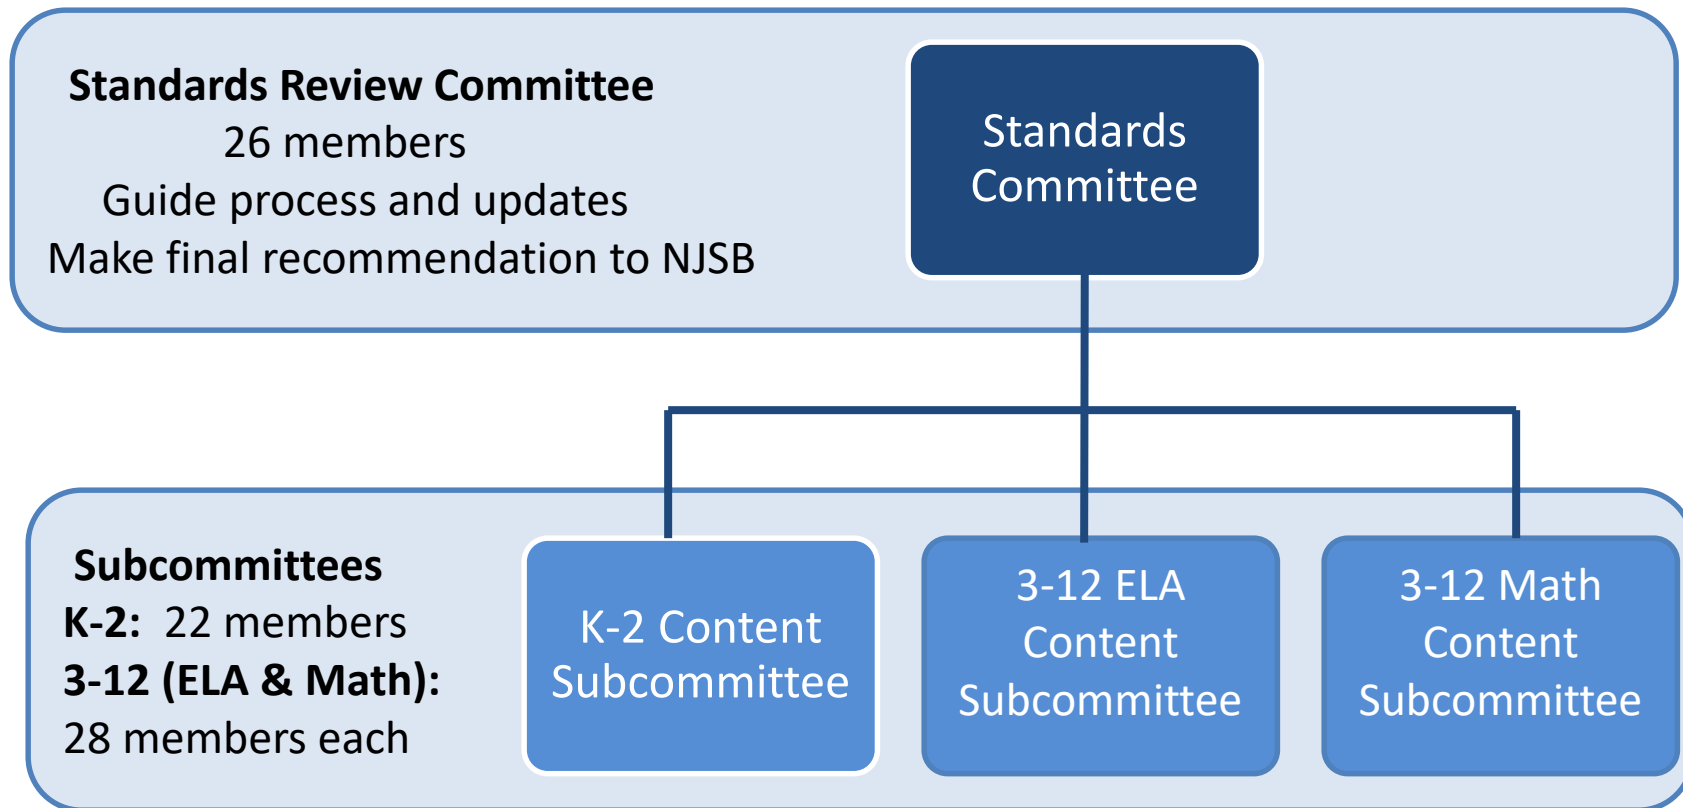 Standards Review Committee
26 members
Guide process and updates
Make final recommendation to NJSB
Standards
Committee
Subcommittees
K-2: 22 members
3-12 (ELA & Math):
28 members each
K-2 Content
Subcommittee
3-12 ELA
Content
Subcommittee
3-12 Math
Content
Subcommittee